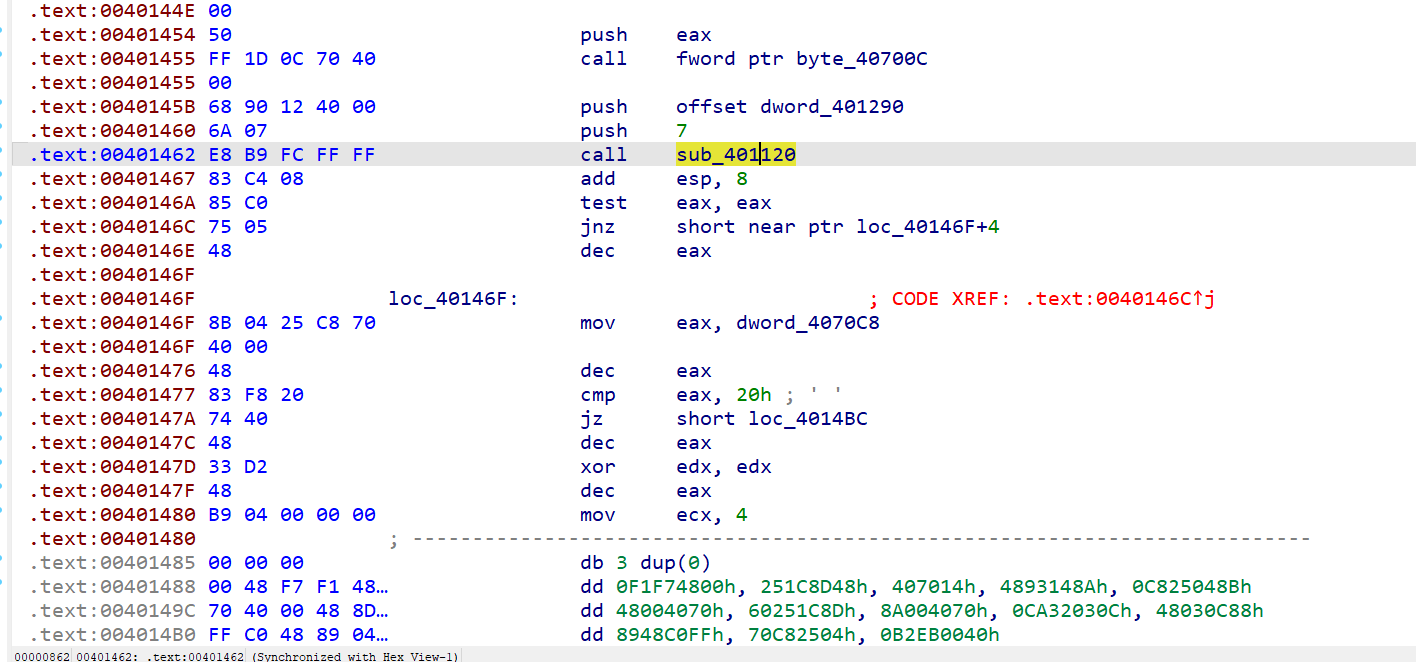 .text:0040144E 00
.text:00401454 50 push eax
.text:00401455 FF 1D 0C 70 40 call fword ptr byte_40700C
.text:00401455 00
.text:0040145B 68 90 12 40 00 push offset dword_401290
.text:00401460 6A 07 push 7
.text:00401462 E8 B9 FC FF FF call sub_401120
.text:00401467 83 C4 08 add esp, 8
.text:0040146A 85 C0 test eax, eax
.text:0040146C 75 05 jnz short near ptr loc_40146F+4
.text:0040146E 48 dec eax
.text:0040146F
.text:0040146F loc_40146F: ; CODE XREF: .text:0040146C↑j
.text:0040146F 8B 04 25 C8 70 mov eax, dword_4070C8
.text:0040146F 40 00
.text:00401476 48 dec eax
.text:00401477 83 F8 20 cmp eax, 20h ; ' '
.text:0040147A 74 40 jz short loc_4014BC
.text:0040147C 48 dec eax
.text:0040147D 33 D2 xor edx, edx
.text:0040147F 48 dec eax
.text:00401480 B9 04 00 00 00 mov ecx, 4
.text:00401480 ; ---------------------------------------------------------------------------
.text:00401485 00 00 00 db 3 dup(0)
.text:00401488 00 48 F7 F1 48… dd 0F1F74800h, 251C8D48h, 407014h, 4893148Ah, 0C825048Bh
.text:0040149C 70 40 00 48 8D… dd 48004070h, 60251C8Dh, 8A004070h, 0CA32030Ch, 48030C88h
.text:004014B0 FF C0 48 89 04… dd 8948C0FFh, 70C82504h, 0B2EB0040h
00000862 00401462: .text:00401462 (Synchronized with Hex View-1)